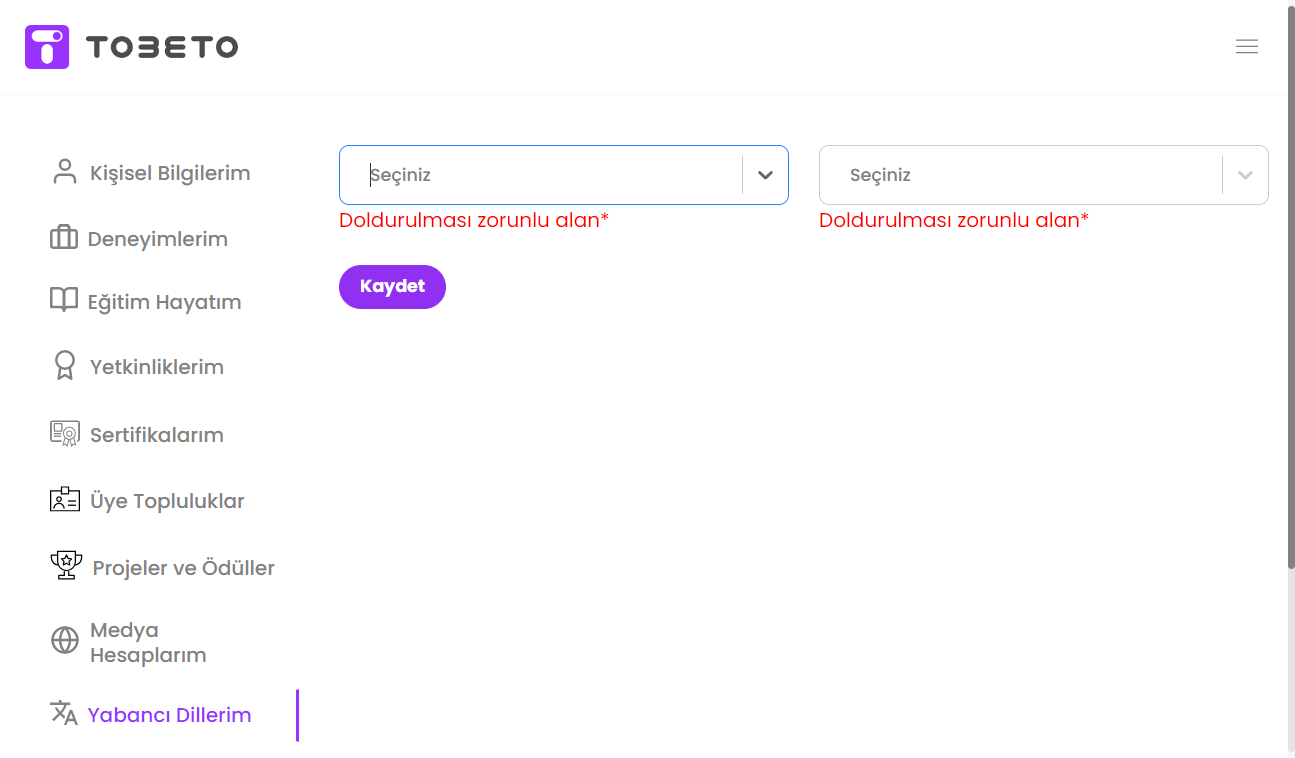 TOBETO
Kişisel Bilgilerim
Deneyimlerim
Eğitim Hayatım
Yetkinliklerim
Sertifikalarım
Üye Topluluklar
Projeler ve Ödüller
Medya
Hesaplarım
Yabancı Dillerim
Seçiniz
Doldurulması zorunlu alan*
Seçiniz
Doldurulması zorunlu alan*
Kaydet